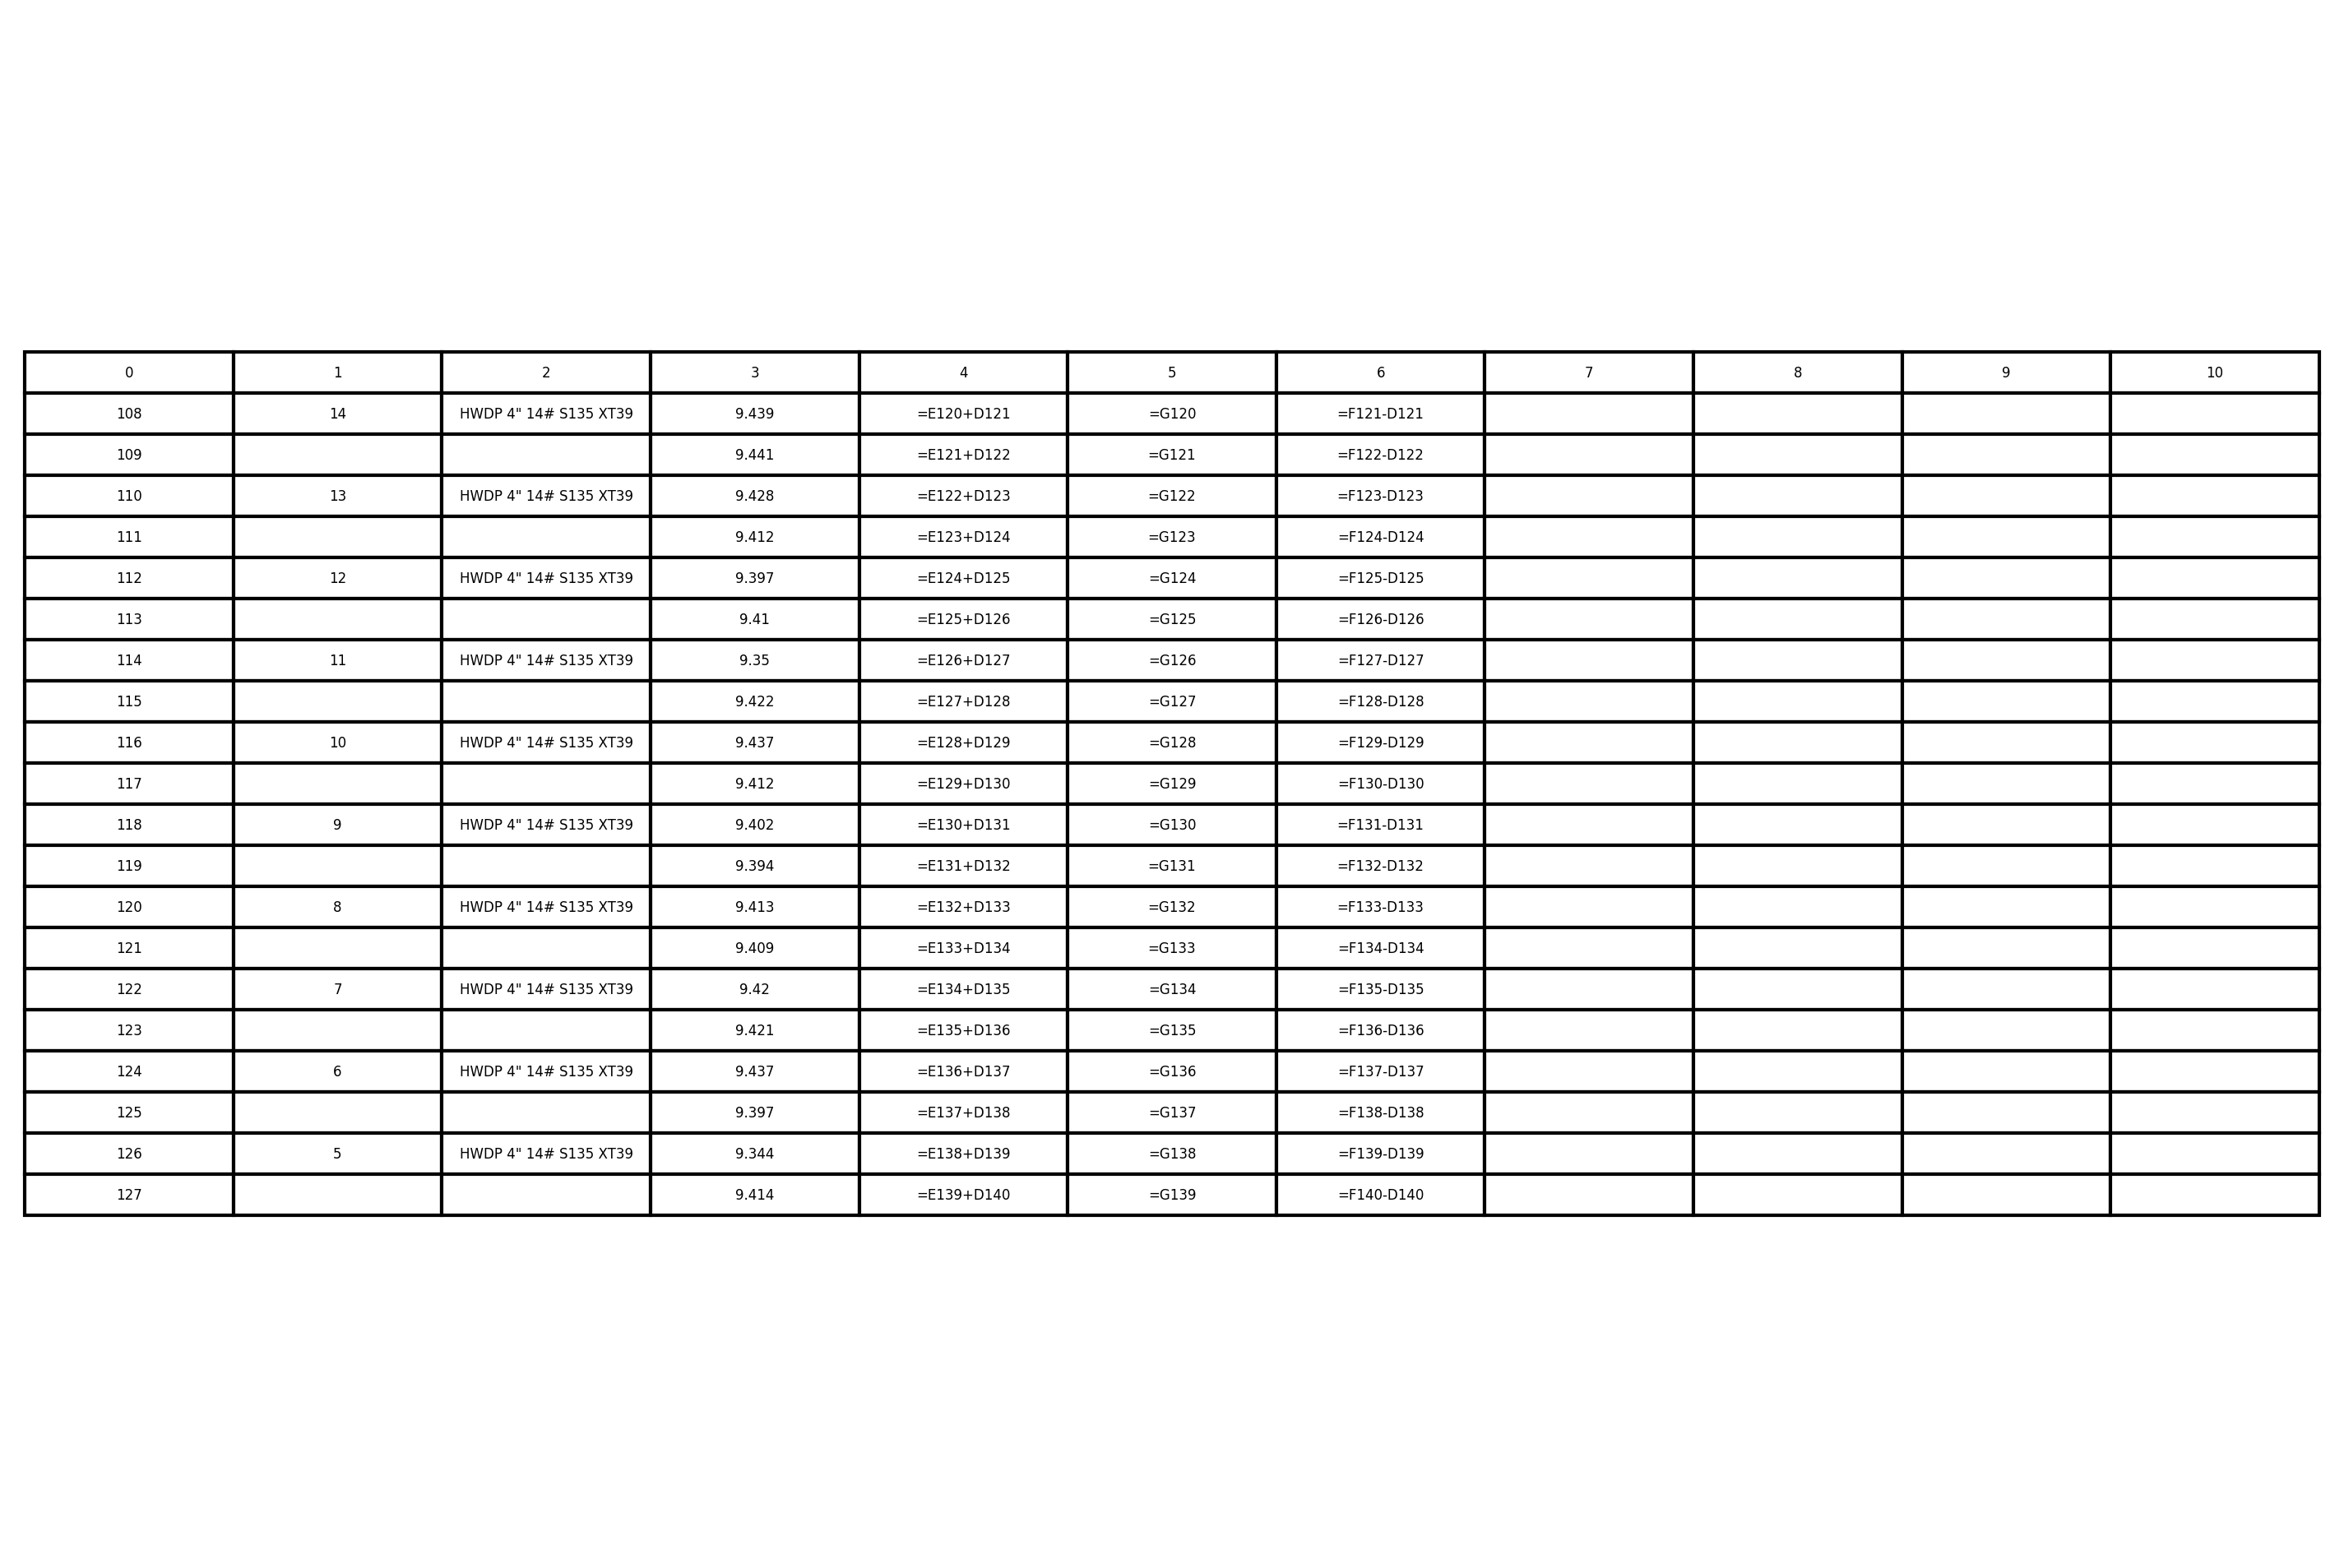 0 1 2 3 4 5 6 7 8 9 10
108 14 HWDP 4" 14# S135 XT39 9.439 =E120+D121 =G120 =F121-D121
109 9.441 =E121+D122 =G121 =F122-D122
110 13 HWDP 4" 14# S135 XT39 9.428 =E122+D123 =G122 =F123-D123
111 9.412 =E123+D124 =G123 =F124-D124
112 12 HWDP 4" 14# S135 XT39 9.397 =E124+D125 =G124 =F125-D125
113 9.41 =E125+D126 =G125 =F126-D126
114 11 HWDP 4" 14# S135 XT39 9.35 =E126+D127 =G126 =F127-D127
115 9.422 =E127+D128 =G127 =F128-D128
116 10 HWDP 4" 14# S135 XT39 9.437 =E128+D129 =G128 =F129-D129
117 9.412 =E129+D130 =G129 =F130-D130
118 9 HWDP 4" 14# S135 XT39 9.402 =E130+D131 =G130 =F131-D131
119 9.394 =E131+D132 =G131 =F132-D132
120 8 HWDP 4" 14# S135 XT39 9.413 =E132+D133 =G132 =F133-D133
121 9.409 =E133+D134 =G133 =F134-D134
122 7 HWDP 4" 14# S135 XT39 9.42 =E134+D135 =G134 =F135-D135
123 9.421 =E135+D136 =G135 =F136-D136
124 6 HWDP 4" 14# S135 XT39 9.437 =E136+D137 =G136 =F137-D137
125 9.397 =E137+D138 =G137 =F138-D138
126 5 HWDP 4" 14# S135 XT39 9.344 =E138+D139 =G138 =F139-D139
127 9.414 =E139+D140 =G139 =F140-D140